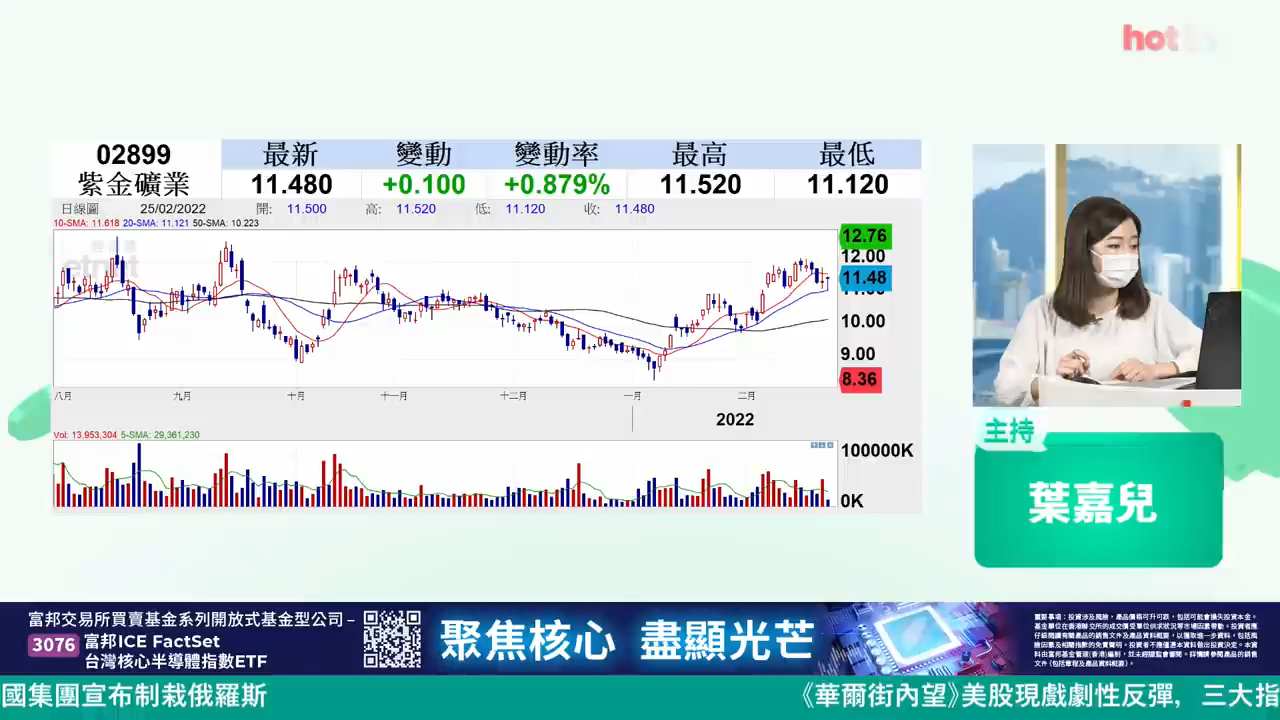 hot
02899
紫金礦業
最新 變動 變動率 最高 最低
11.480 +0.100 +0.879% 11.520 11.120
日線圖 25/02/2022 開: 11.500 高: 11.520 低: 11.120 收: 11.480
10-SMA: 11.618 20-SMA: 11.121 50-SMA: 10.223
etnet
12.76
12.00
11.48
10.00
9.00
8.36
八月 九月 十月 十一月 十二月 一月 二月
2022
Vol: 13,953,304 5-SMA: 29,361,230
100000K
0K
主持
葉嘉兒
富邦交易所買賣基金系列開放式基金型公司 –
3076 富邦ICE FactSet
台灣核心半導體指數ETF
聚焦核心 盡顯光芒
國集團宣布制裁俄羅斯
《華爾街內望》美股現戲劇性反彈, 三大指